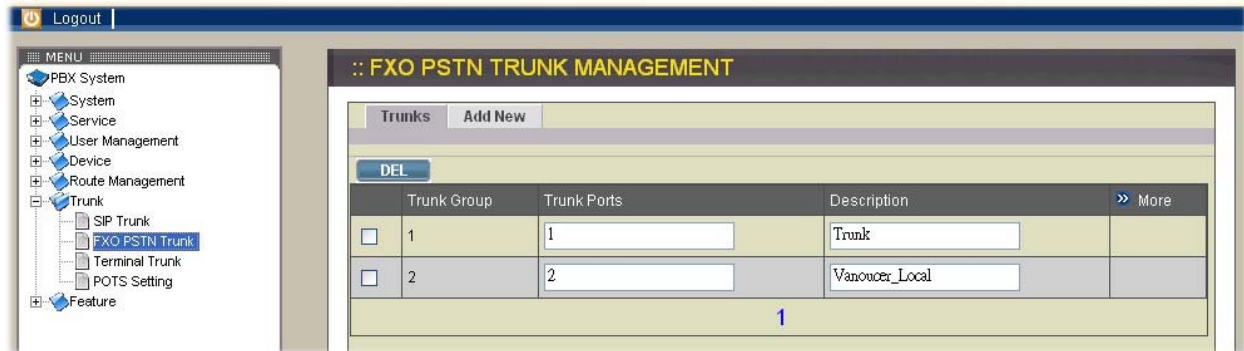 Logout
MENU
PBX System
System
Service
User Management
Device
Route Management
Trunk
SIP Trunk
FXO PSTN Trunk
Terminal Trunk
POTS Setting
Feature
:: FXO PSTN TRUNK MANAGEMENT
Trunks Add New
DEL
Trunk Group Trunk Ports Description » More
1 1 Trunk
2 2 Vanoucer_Local
1